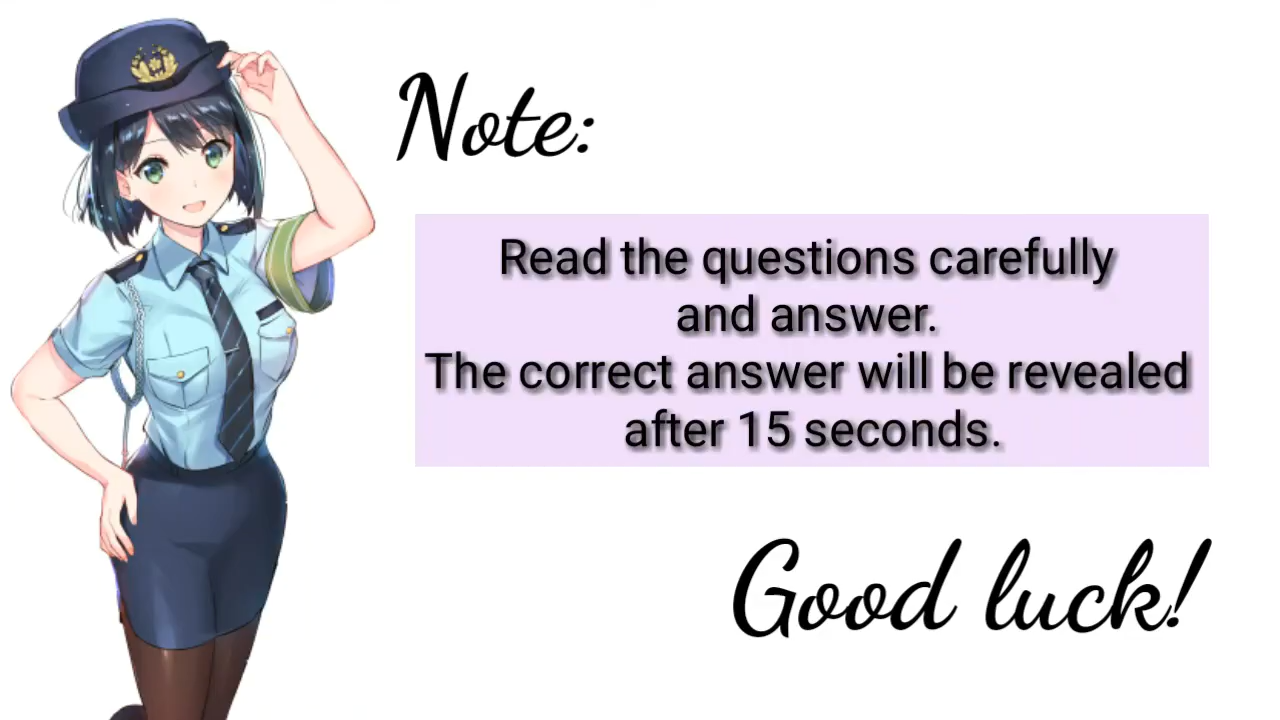 Note:
Read the questions carefully
and answer.
The correct answer will be revealed
after 15 seconds.
Good luck!